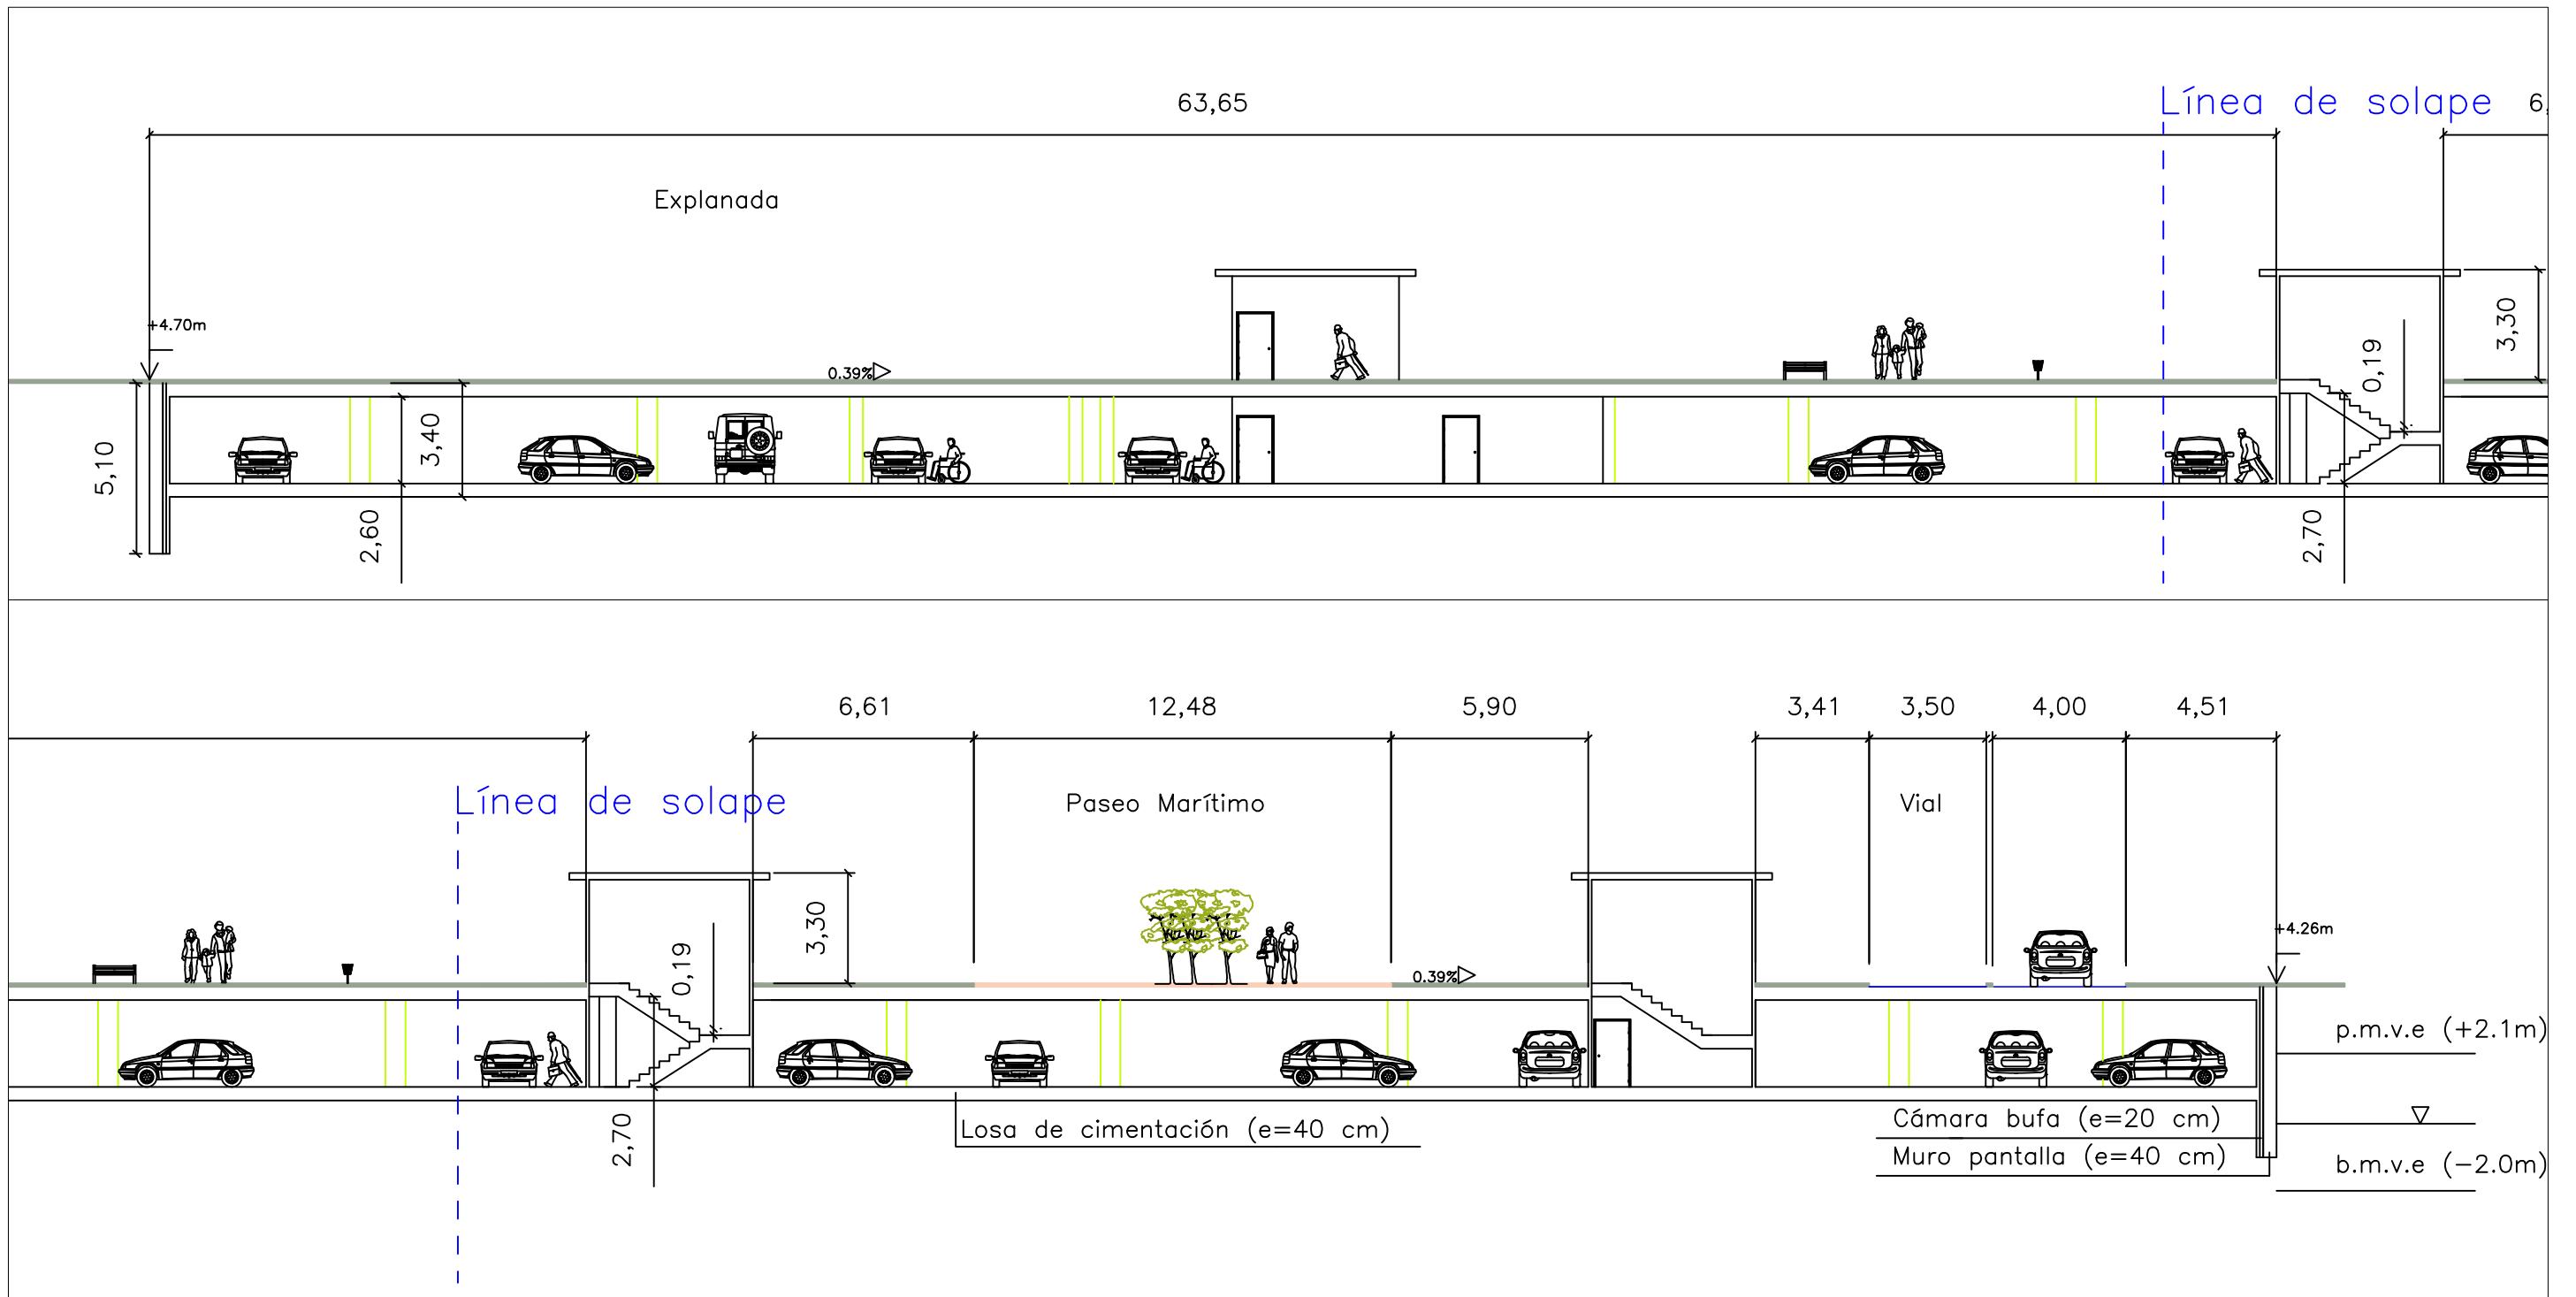 63,65
Línea de solape
6,
Explanada
+4.70m
0.39%
3,30
0,19
3,40
5,10
2,60
2,70
6,61
12,48
5,90
3,41
3,50
4,00
4,51
Línea de solape
Paseo Marítimo
Vial
3,30
0,19
0.39%
+4.26m
p.m.v.e (+2.1m)
2,70
Losa de cimentación (e=40 cm)
Cámara bufa (e=20 cm)
Muro pantalla (e=40 cm)
b.m.v.e (−2.0m)